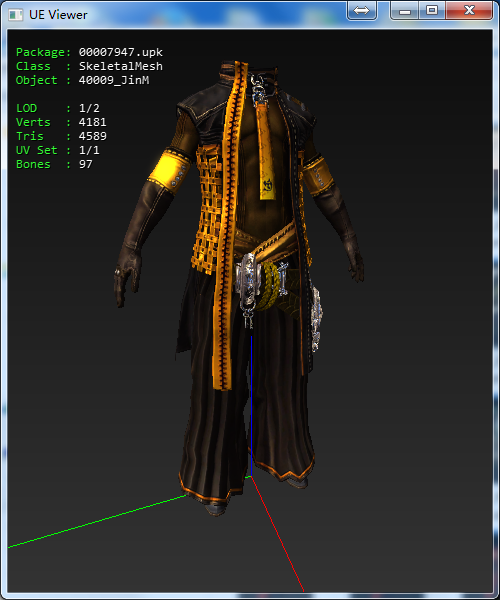 UE Viewer
Package: 00007947.upk
Class : SkeletalMesh
Object : 40009_JinM
LOD : 1/2
Verts : 4181
Tris : 4589
UV Set : 1/1
Bones : 97